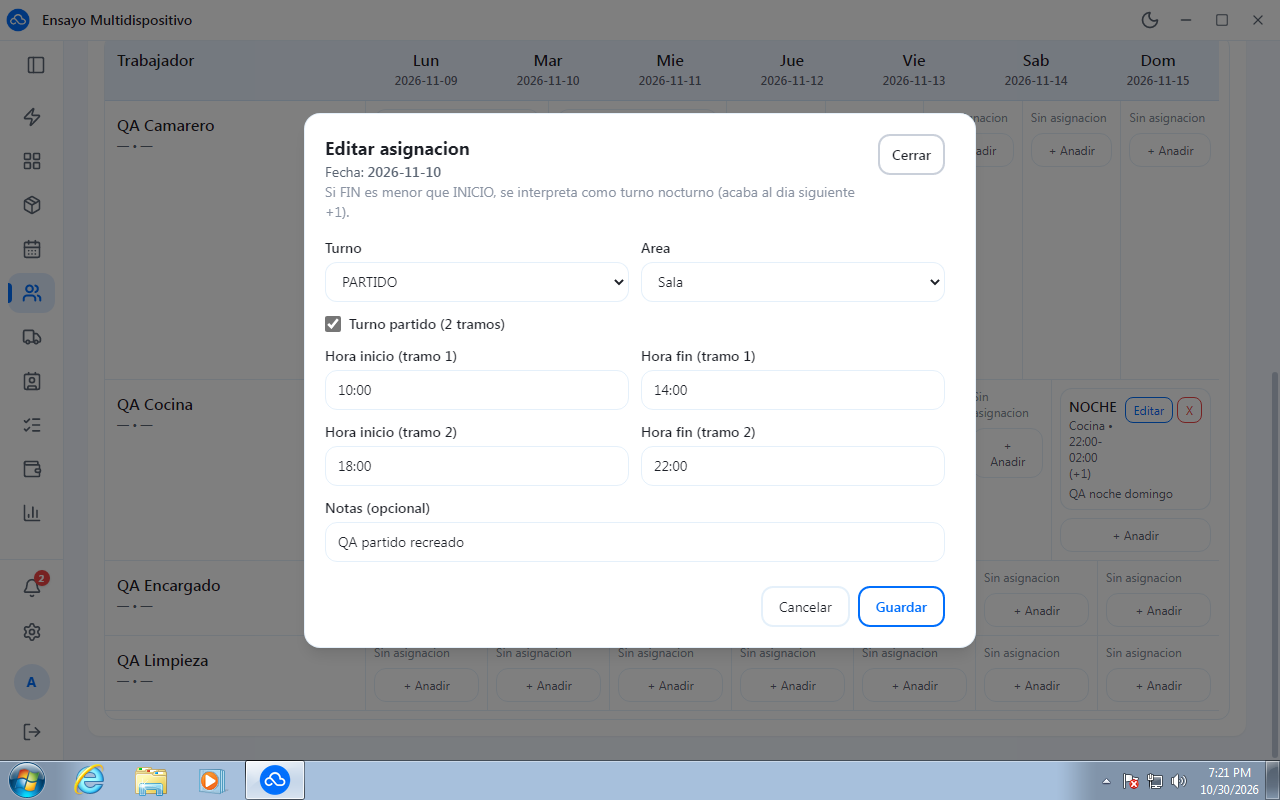 Ensayo Multidispositivo
Trabajador
Lun
Mar
Mie
Jue
Vie
Sab
Dom
2026-11-09
2026-11-10
2026-11-11
2026-11-12
2026-11-13
2026-11-14
2026-11-15
QA Camarero
— • —
Sin asignacion
+ Anadir
Sin asignacion
+ Anadir
Editar asignacion
Fecha: 2026-11-10
Si FIN es menor que INICIO, se interpreta como turno nocturno (acaba al dia siguiente
+1).
Cerrar
Turno
Area
PARTIDO
Sala
Turno partido (2 tramos)
Hora inicio (tramo 1)
Hora fin (tramo 1)
10:00
14:00
Hora inicio (tramo 2)
Hora fin (tramo 2)
18:00
22:00
Notas (opcional)
QA partido recreado
Cancelar
Guardar
QA Cocina
— • —
asignacion
+
Anadir
NOCHE
Editar
X
Cocina •
22:00-
02:00
(+1)
QA noche domingo
+ Anadir
QA Encargado
— • —
Sin asignacion
Sin asignacion
+ Anadir
+ Anadir
QA Limpieza
— • —
Sin asignacion
Sin asignacion
Sin asignacion
Sin asignacion
Sin asignacion
Sin asignacion
Sin asignacion
+ Anadir
+ Anadir
+ Anadir
+ Anadir
+ Anadir
+ Anadir
+ Anadir
2
A
7:21 PM
10/30/2026